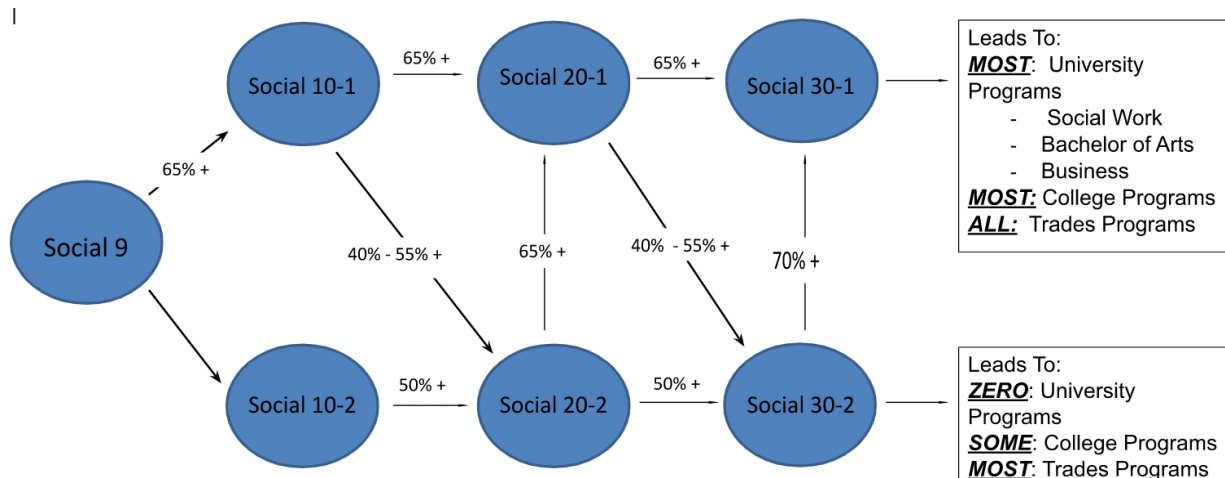 |
Social 9
65% +
Social 10-1
65% +
Social 20-1
65% +
Social 30-1
40% - 55% +
65% +
40%  - 55% +
70% +
Social 10-2
50% +
Social 20-2
50% +
Social 30-2
Leads To:
MOST:  University
Programs
-    Social Work
-    Bachelor of Arts
-    Business
MOST: College Programs
ALL:  Trades Programs
Leads To:
ZERO: University
Programs
SOME: College Programs
MOST: Trades Programs